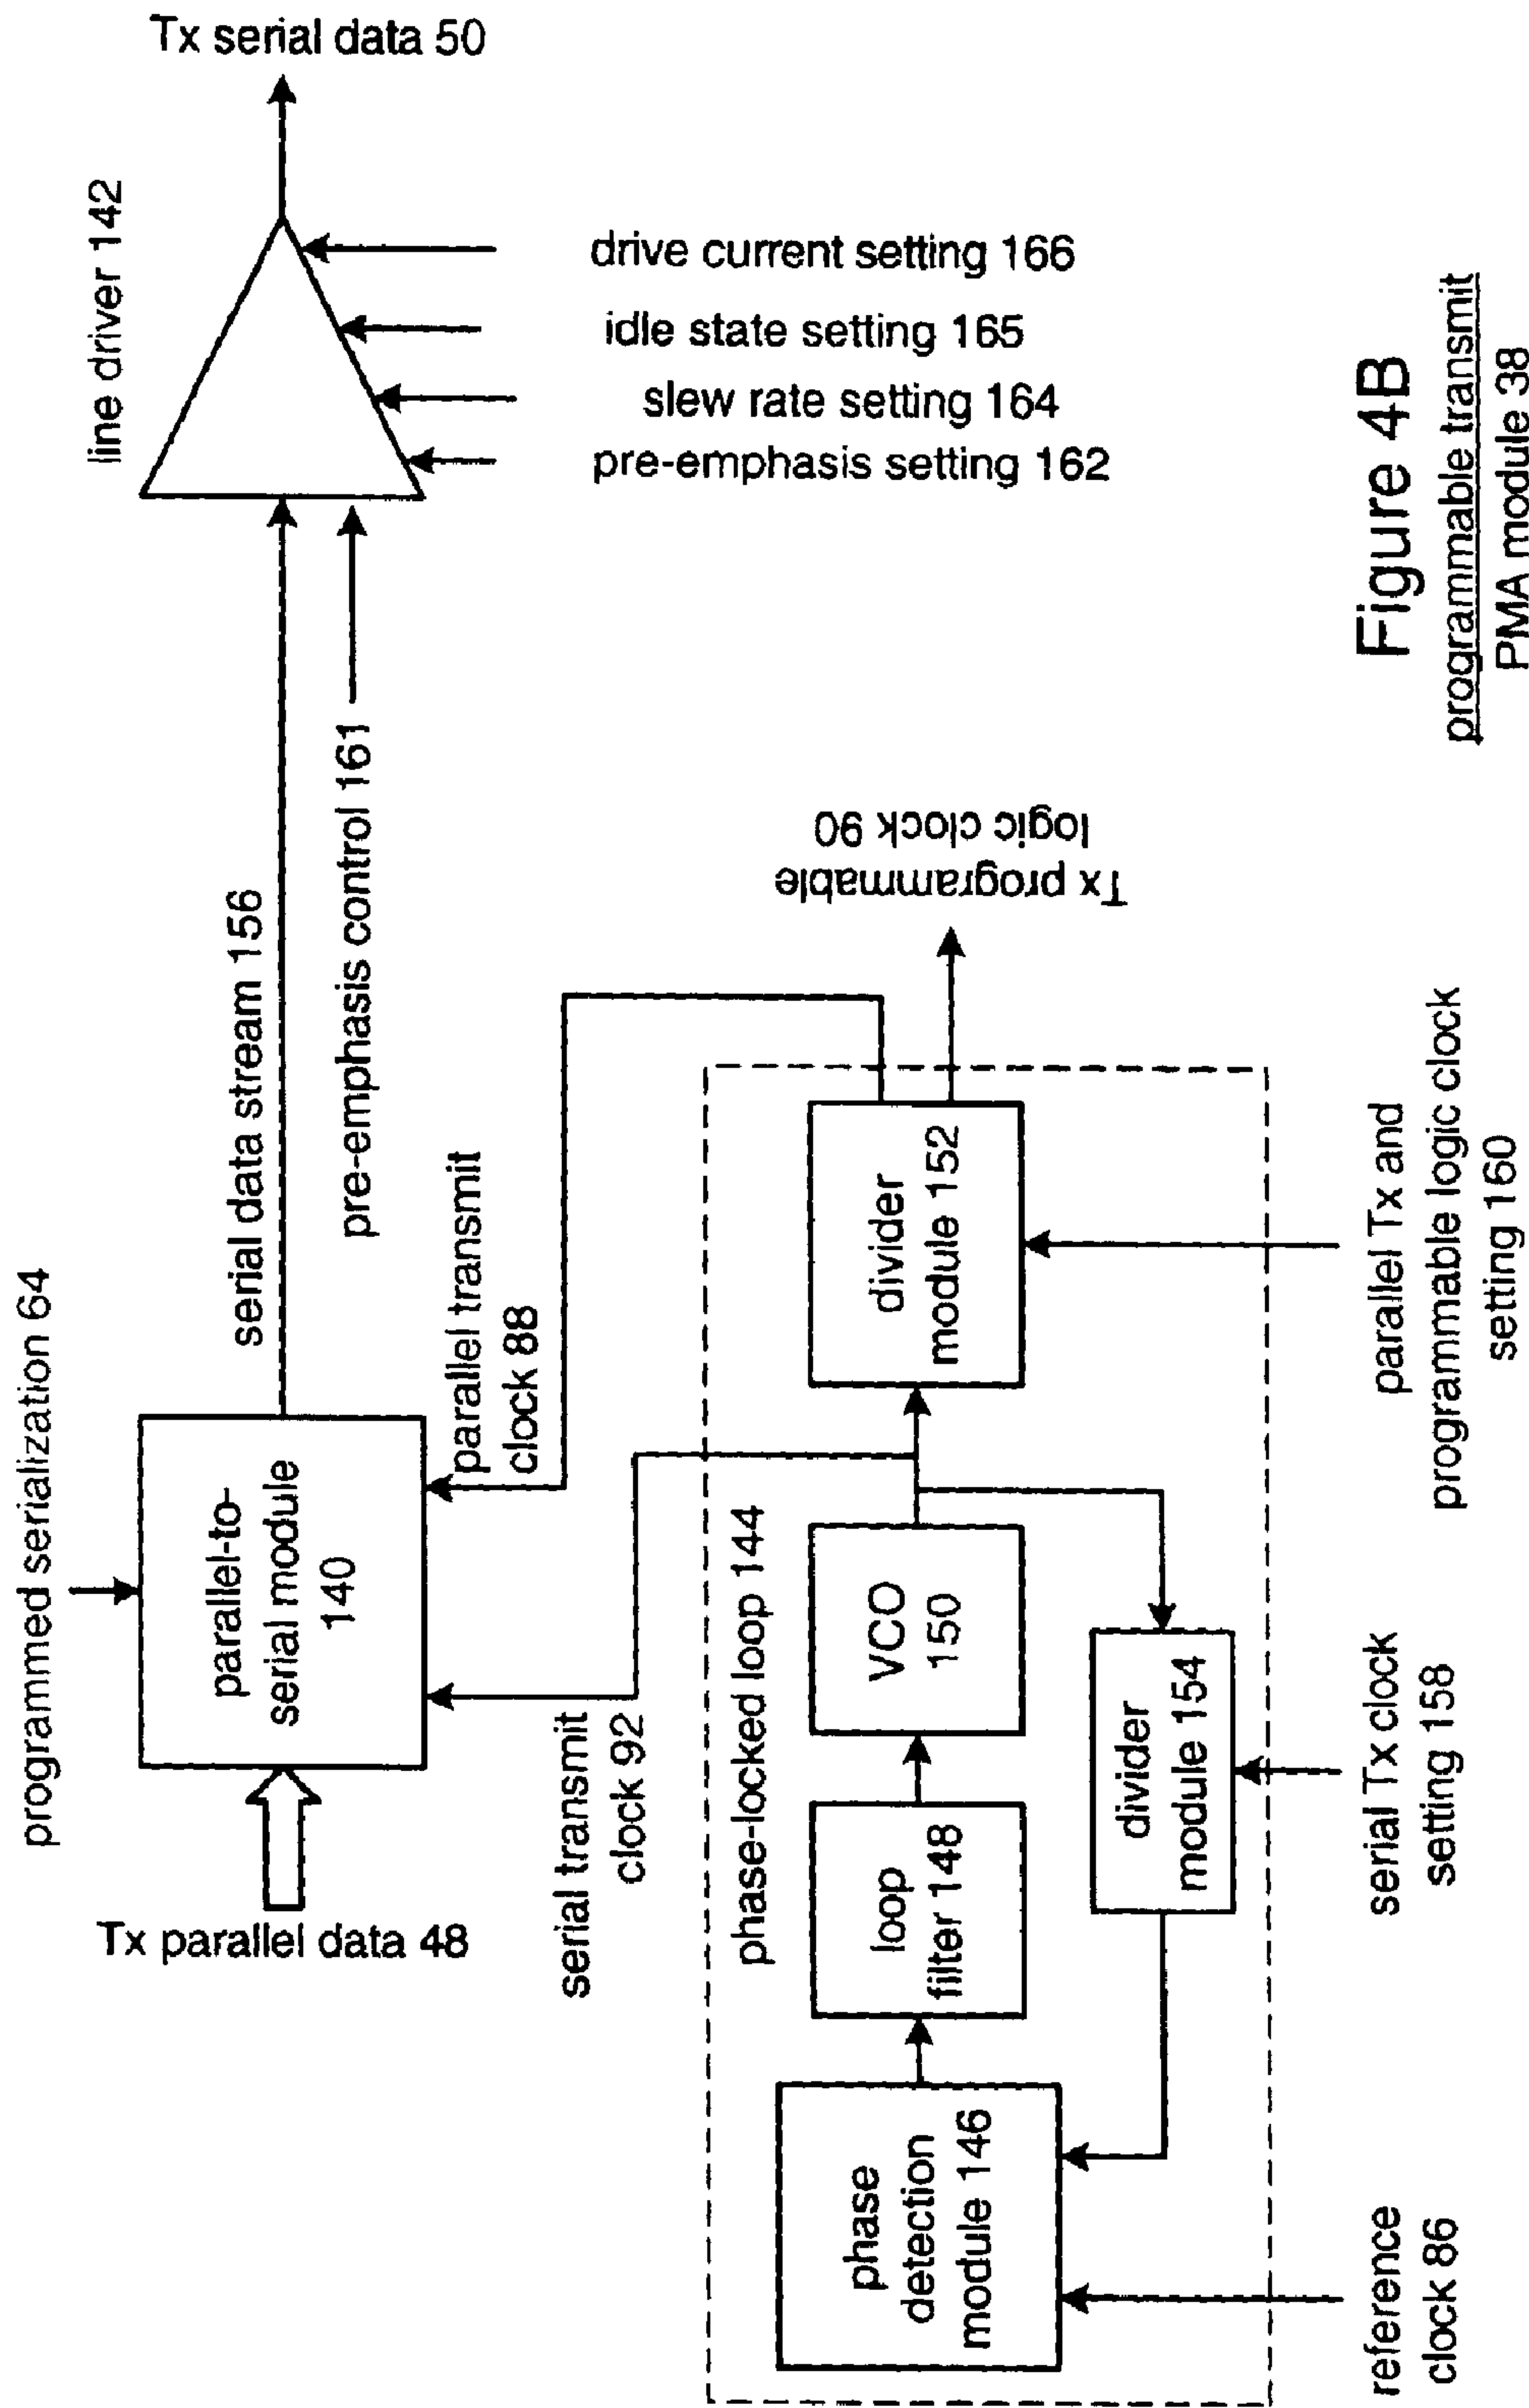 programmed serialization 64
Tx parallel data 48
parallel-to-
serial module
140
serial data stream 156
line driver 142
Tx serial data 50
pre-emphasis control 161
drive current setting 166
idle state setting 165
slew rate setting 164
pre-emphasis setting 162
serial transmit
clock 92
parallel transmit
clock 88
phase-locked loop 144
phase
detection
module 146
loop
filter 148
VCO
150
divider
module 152
divider
module 154
Tx programmable
logic clock 90
reference
clock 86
serial Tx clock
setting 158
parallel Tx and
programmable logic clock
setting 160
Figure 4B
programmable transmit
PMA module 38